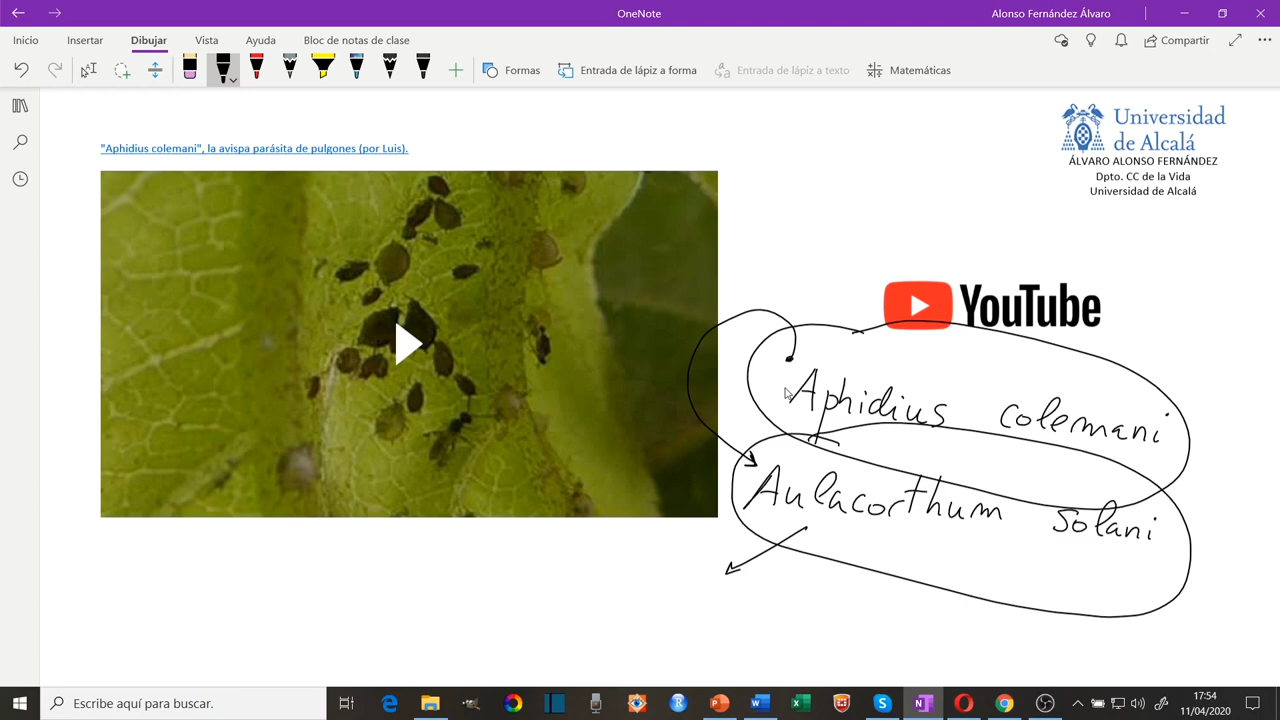 OneNote
Alonso Fernández Álvaro
Inicio Insertar Dibujar Vista Ayuda Bloc de notas de clase
Compartir
Formas Entrada de lápiz a forma Entrada de lápiz a texto Matemáticas
Universidad
de Alcalá
ÁLVARO ALONSO FERNÁNDEZ
Dpto. CC de la Vida
Universidad de Alcalá
"Aphidius colemani", la avispa parásita de pulgones (por Luis).
YouTube
Aphidius colemani
Aulacorthum solani
Escribe aquí para buscar.
17:54
11/04/2020